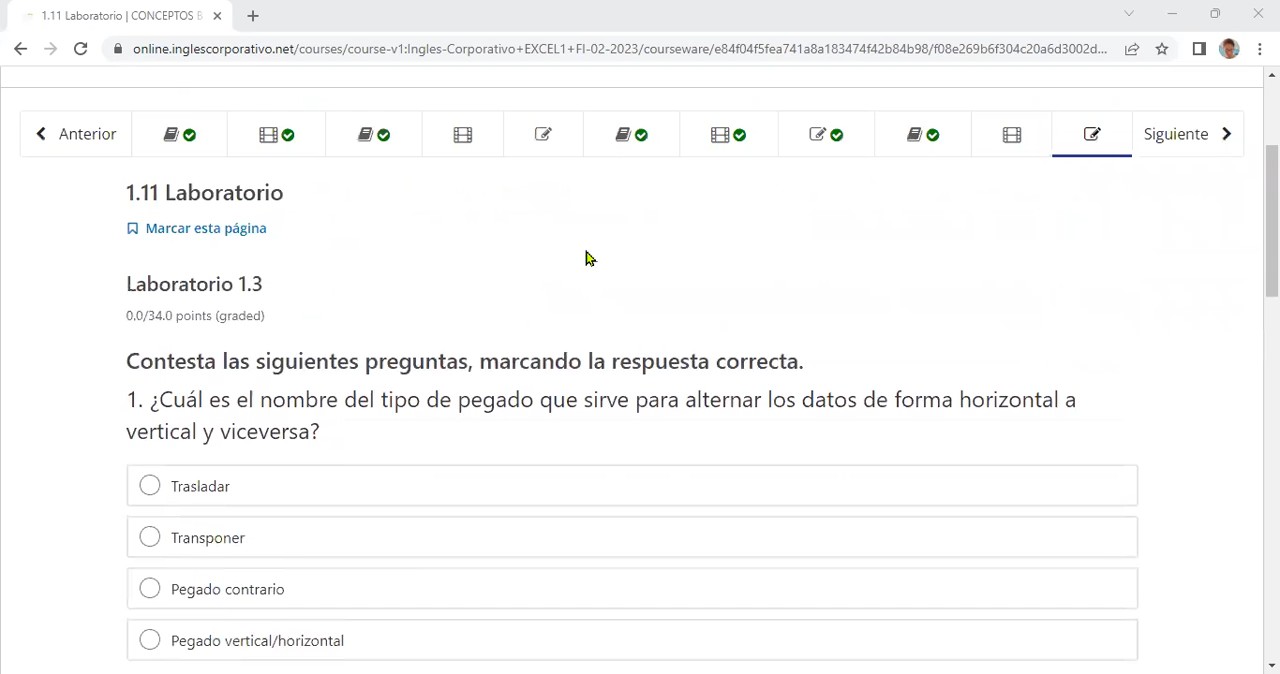 1.11 Laboratorio | CONCEPTOS B
online.inglescorporativo.net/courses/course-v1:Ingles-Corporativo+EXCEL1+FI-02-2023/courseware/e84f04f5fea741a8a183474f42b84b98/f08e269b6f304c20a6d3002d...
Anterior
Siguiente
1.11 Laboratorio
Marcar esta página
Laboratorio 1.3
0.0/34.0 points (graded)
Contesta las siguientes preguntas, marcando la respuesta correcta.
1. ¿Cuál es el nombre del tipo de pegado que sirve para alternar los datos de forma horizontal a
vertical y viceversa?
Trasladar
Transponer
Pegado contrario
Pegado vertical/horizontal